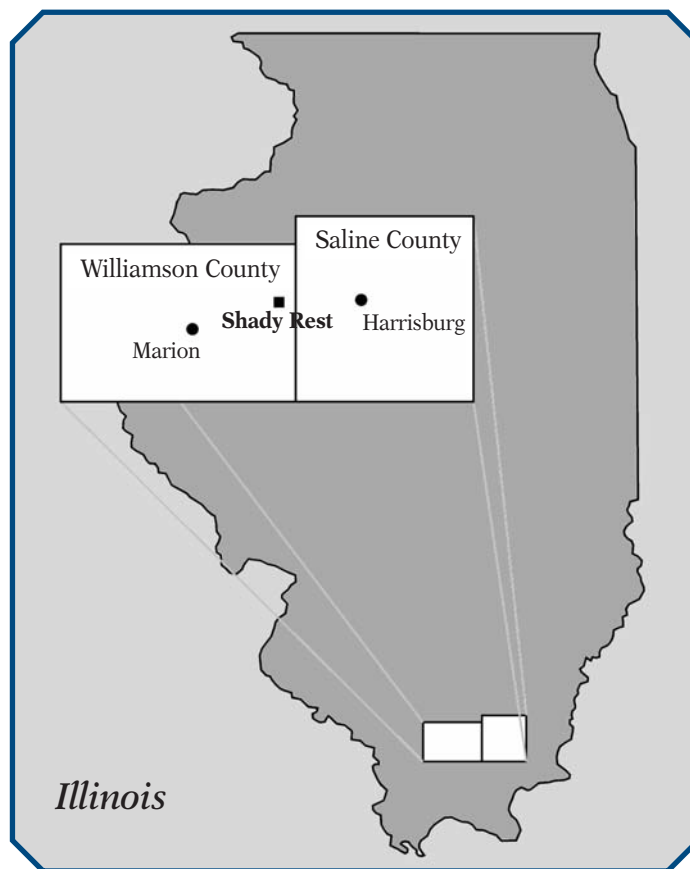 Saline County
Williamson County
Shady Rest
Harrisburg
Marion
Illinois